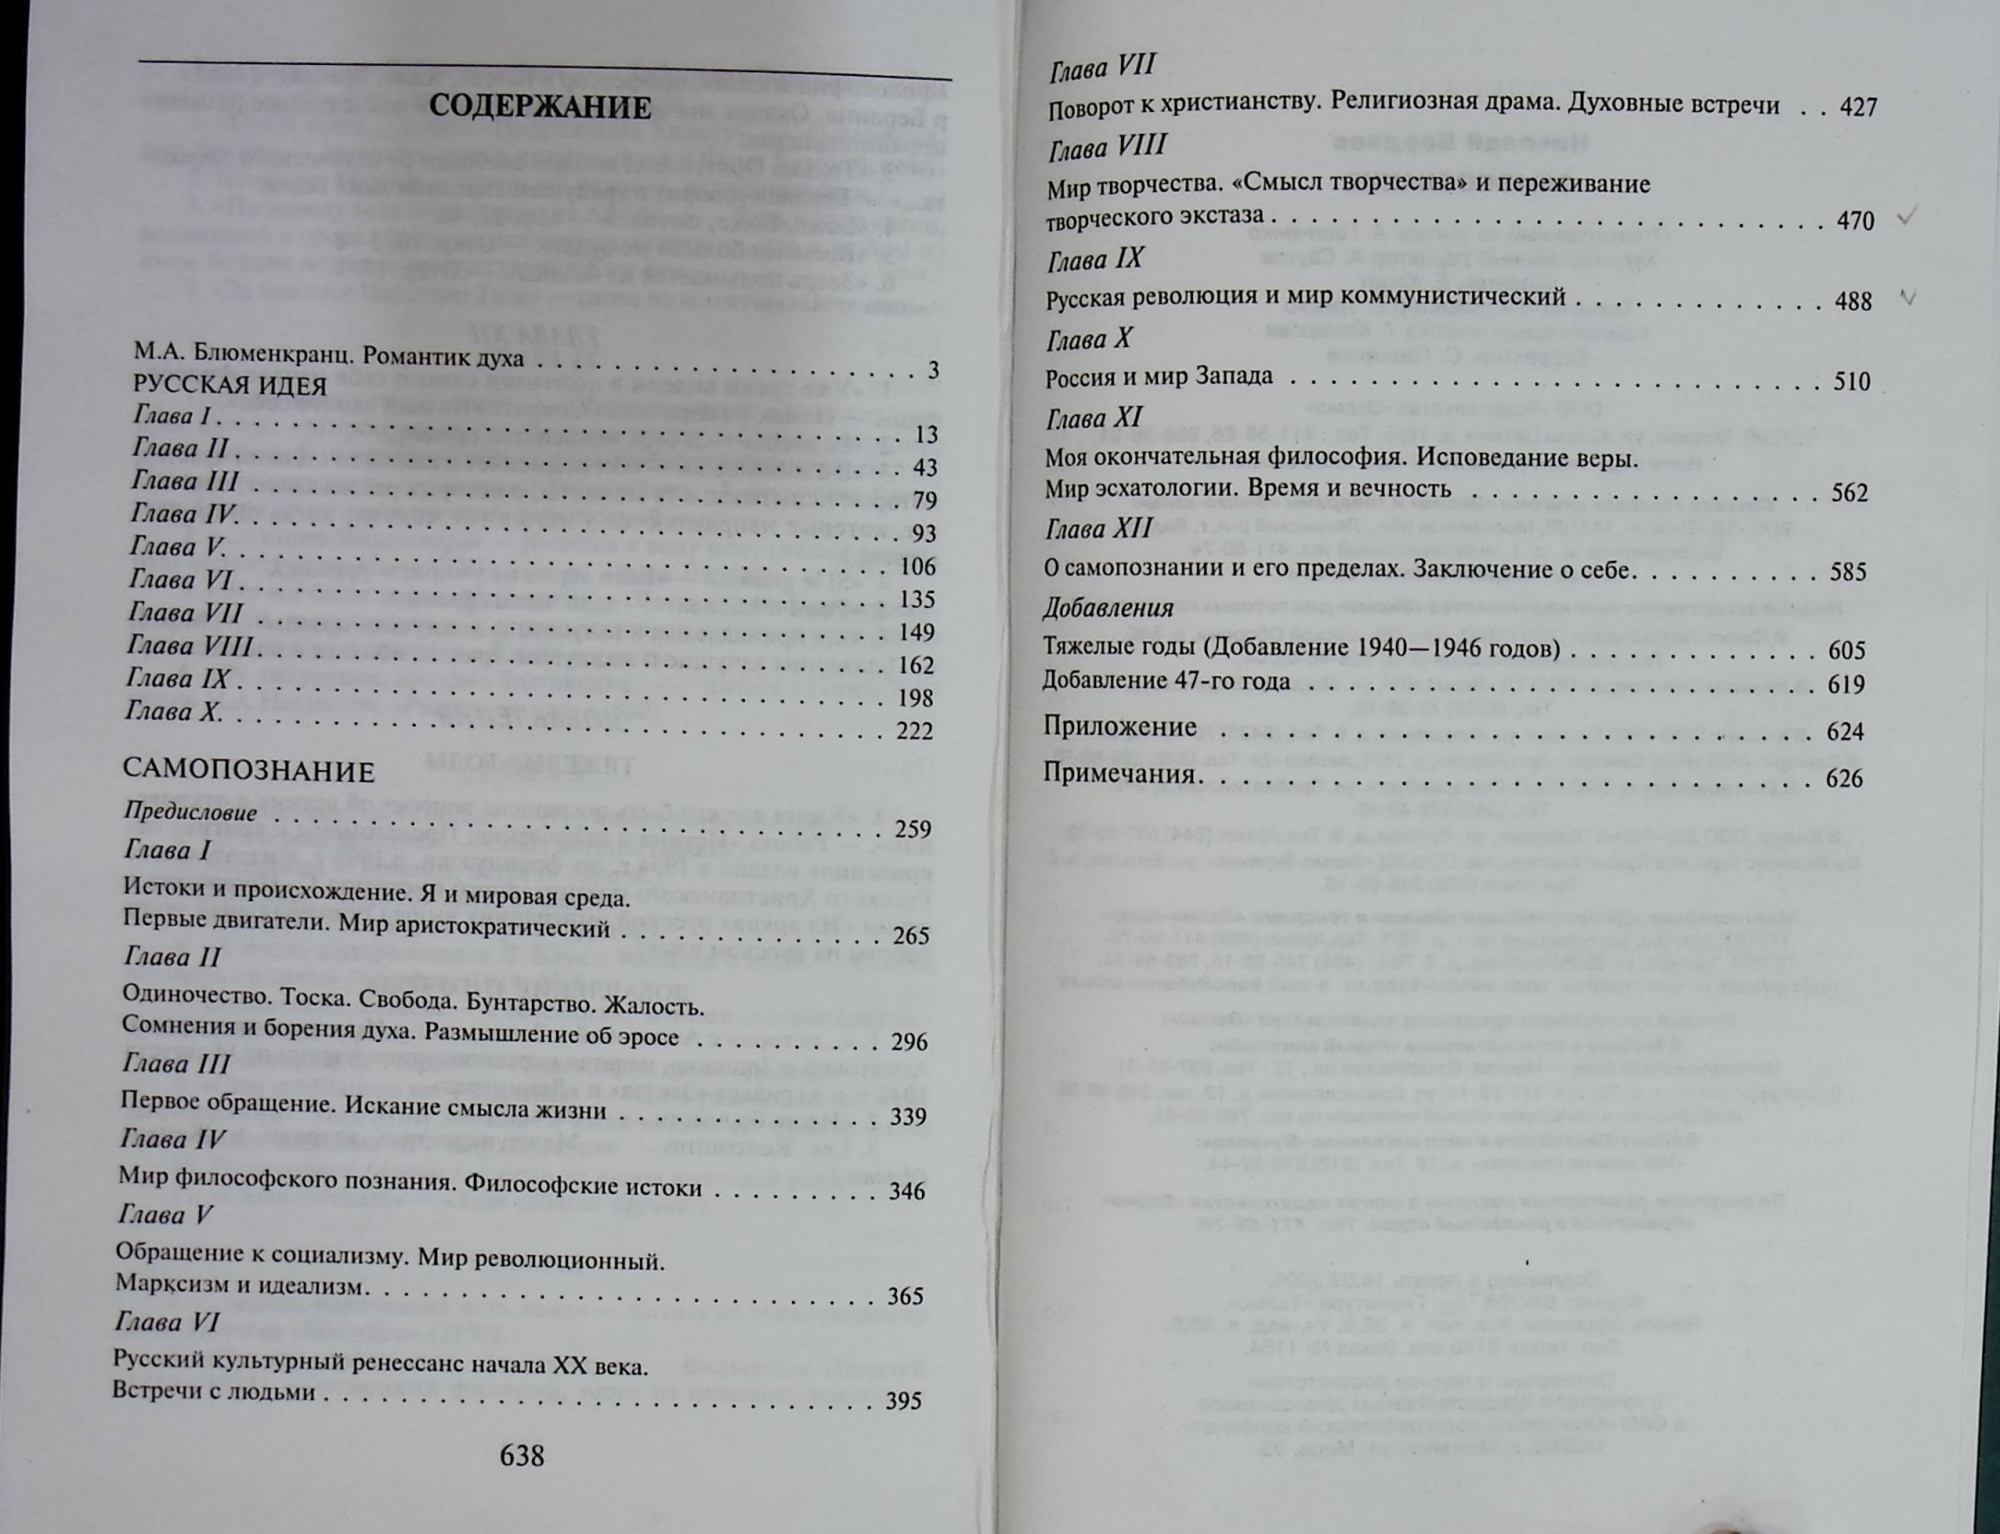 СОДЕРЖАНИЕ
М.А. Блюменкранц. Романтик духа . . . . . . . . . . . . . . . . . . . . 3
РУССКАЯ ИДЕЯ
Глава I . . . . . . . . . . . . . . . . . . . . 13
Глава II . . . . . . . . . . . . . . . . . . . . 43
Глава III . . . . . . . . . . . . . . . . . . . . 79
Глава IV. . . . . . . . . . . . . . . . . . . . 93
Глава V. . . . . . . . . . . . . . . . . . . . 106
Глава VI . . . . . . . . . . . . . . . . . . . . 135
Глава VII . . . . . . . . . . . . . . . . . . . . 149
Глава VIII . . . . . . . . . . . . . . . . . . . . 162
Глава IX . . . . . . . . . . . . . . . . . . . . 198
Глава X. . . . . . . . . . . . . . . . . . . . 222
САМОПОЗНАНИЕ
Предисловие . . . . . . . . . . . . . . . . . . . . 259
Глава I
Истоки и происхождение. Я и мировая среда.
Первые двигатели. Мир аристократический . . . . . . . . . . . . . . 265
Глава II
Одиночество. Тоска. Свобода. Бунтарство. Жалость.
Сомнения и борения духа. Размышление об эросе . . . . . . . . . . 296
Глава III
Первое обращение. Искание смысла жизни . . . . . . . . . . . . . . 339
Глава IV
Мир философского познания. Философские истоки . . . . . . . . . 346
Глава V
Обращение к социализму. Мир революционный.
Марксизм и идеализм. . . . . . . . . . . . . . . . . . . . 365
Глава VI
Русский культурный ренессанс начала XX века.
Встречи с людьми . . . . . . . . . . . . . . . . . . . . 395
638
Глава VII
Поворот к христианству. Религиозная драма. Духовные встречи . . 427
Глава VIII
Мир творчества. «Смысл творчества» и переживание
творческого экстаза . . . . . . . . . . . . . . . . . . . . 470
Глава IX
Русская революция и мир коммунистический . . . . . . . . . . . . . 488
Глава X
Россия и мир Запада . . . . . . . . . . . . . . . . . . . . 510
Глава XI
Моя окончательная философия. Исповедание веры.
Мир эсхатологии. Время и вечность . . . . . . . . . . . . . . . . . . 562
Глава XII
О самопознании и его пределах. Заключение о себе. . . . . . . . . . 585
Добавления
Тяжелые годы (Добавление 1940—1946 годов) . . . . . . . . . . . . . 605
Добавление 47-го года . . . . . . . . . . . . . . . . . . . . 619
Приложение . . . . . . . . . . . . . . . . . . . . 624
Примечания. . . . . . . . . . . . . . . . . . . . 626